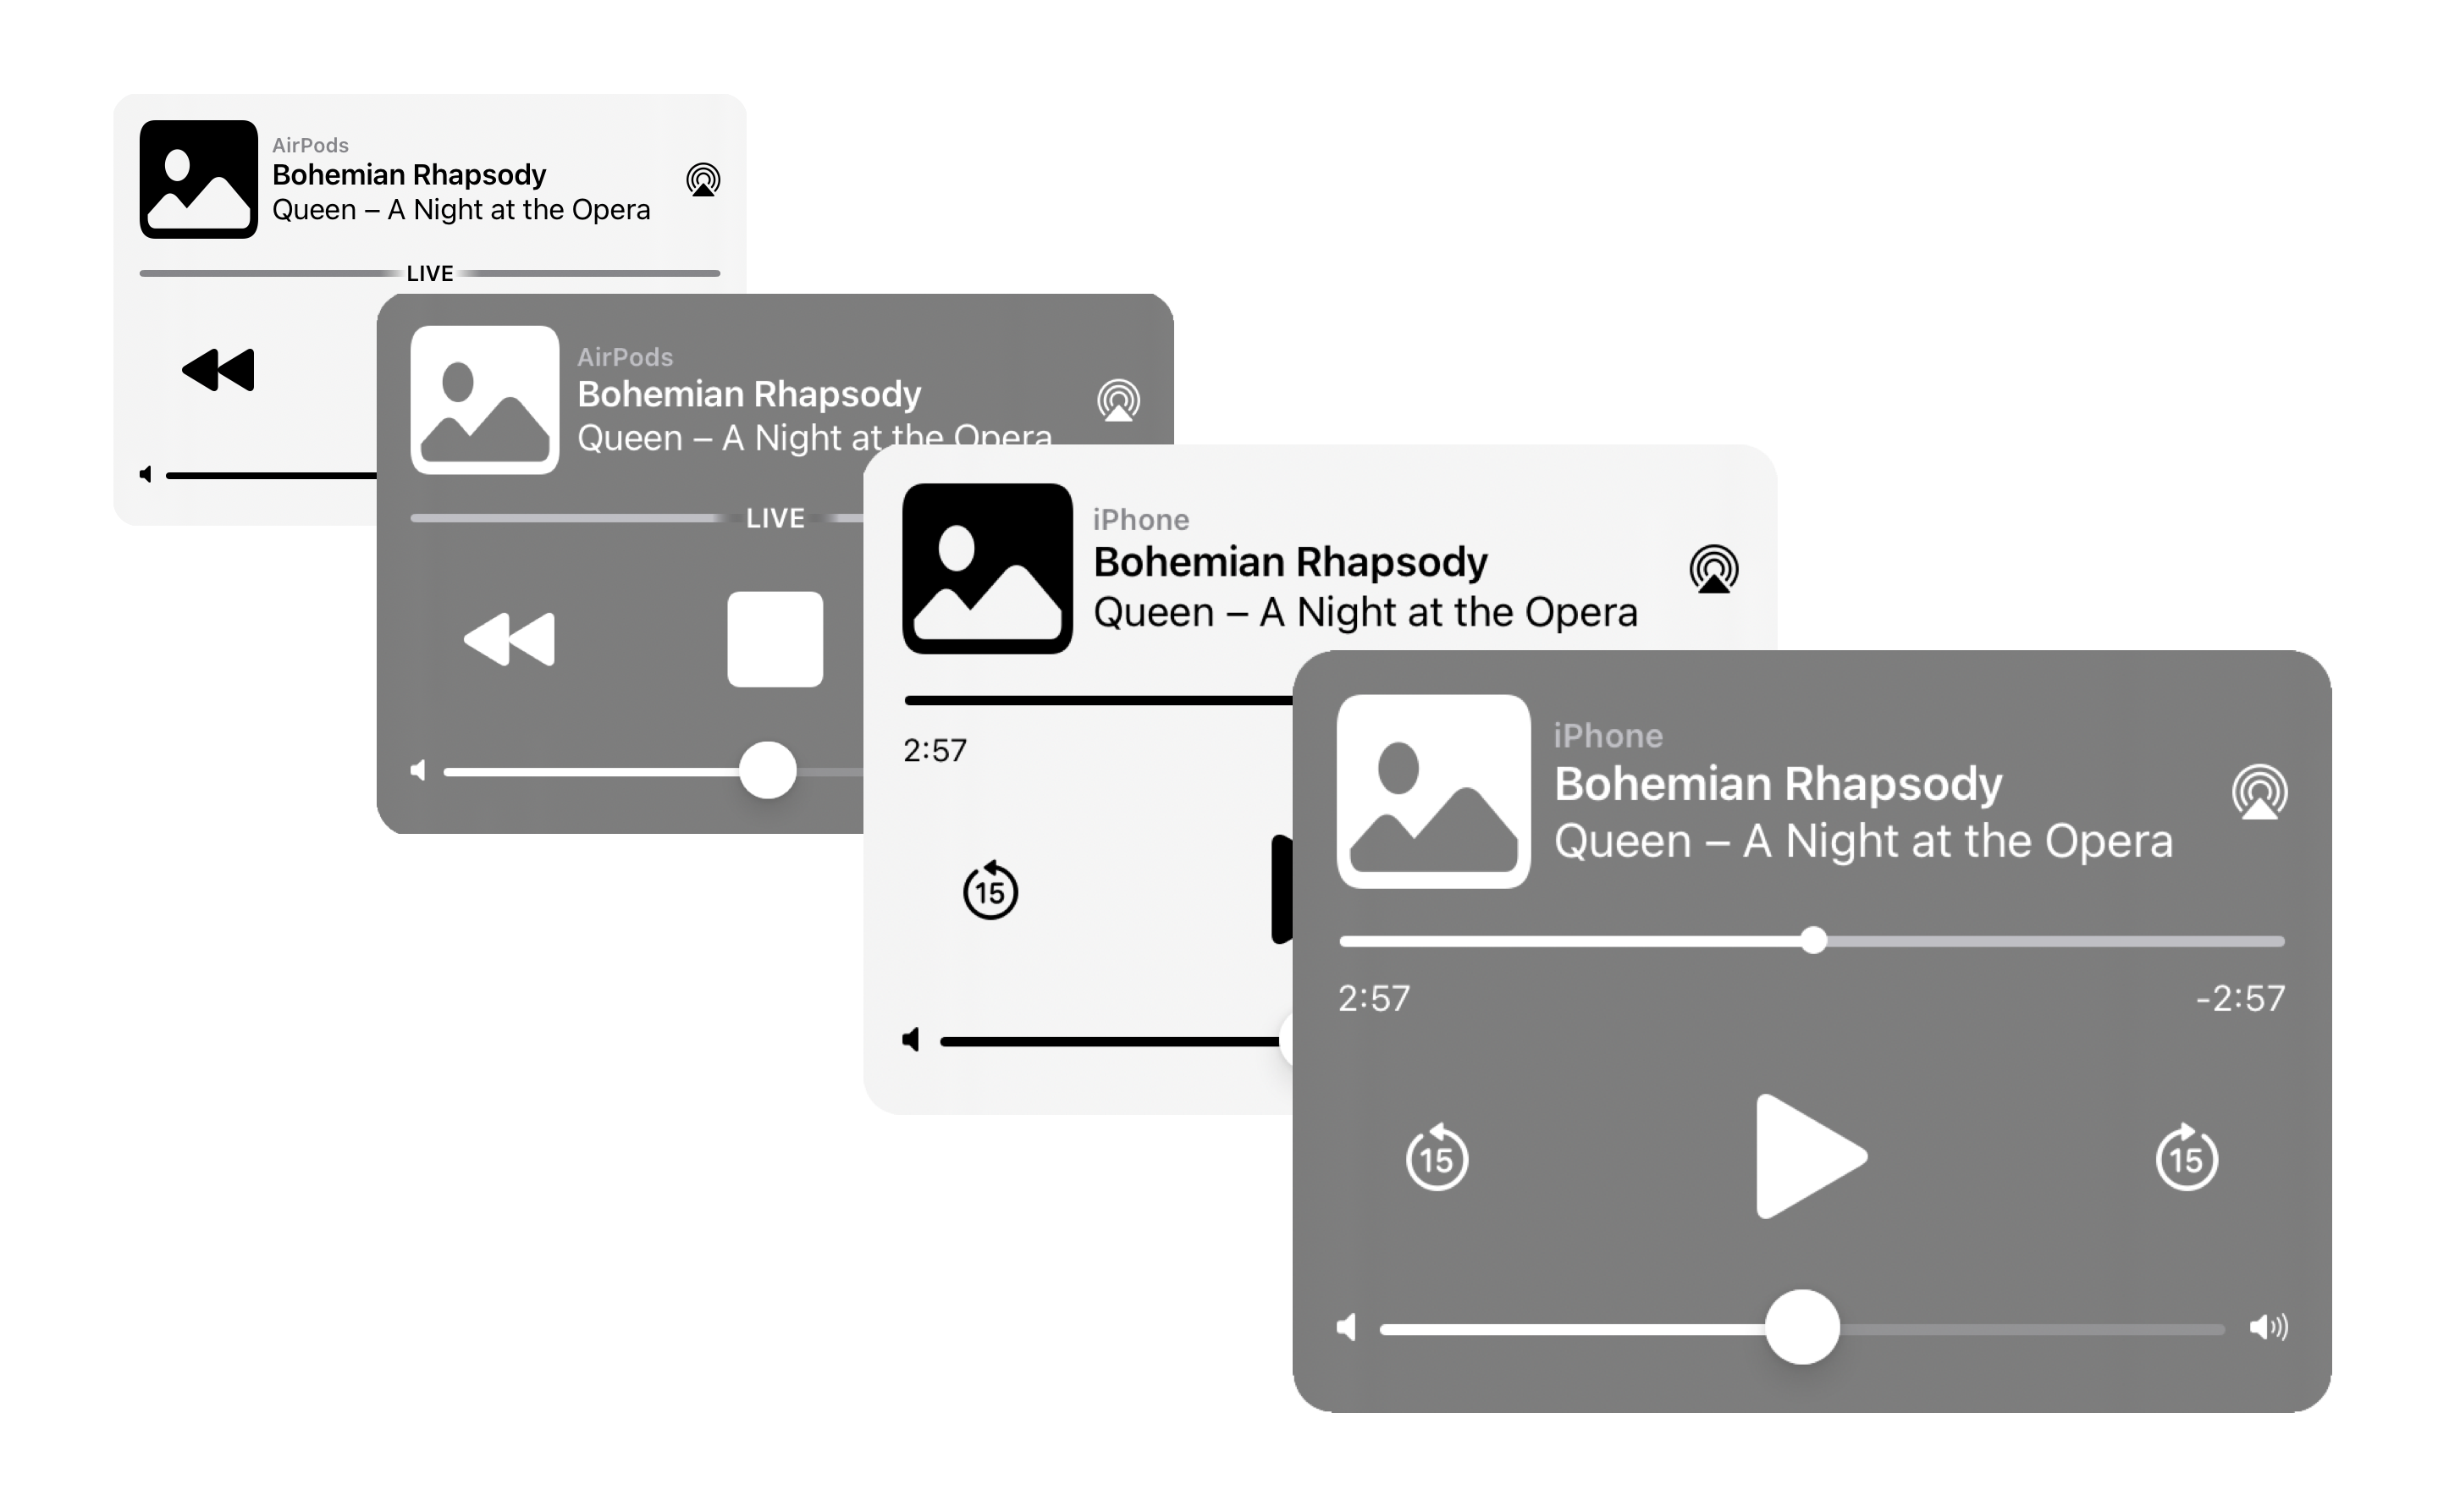 AirPods
Bohemian Rhapsody
Queen – A Night at the Opera
LIVE
AirPods
Bohemian Rhapsody
Queen – A Night at the Opera
LIVE
iPhone
Bohemian Rhapsody
Queen – A Night at the Opera
2:57
15
iPhone
Bohemian Rhapsody
Queen – A Night at the Opera
2:57 -2:57
15 15